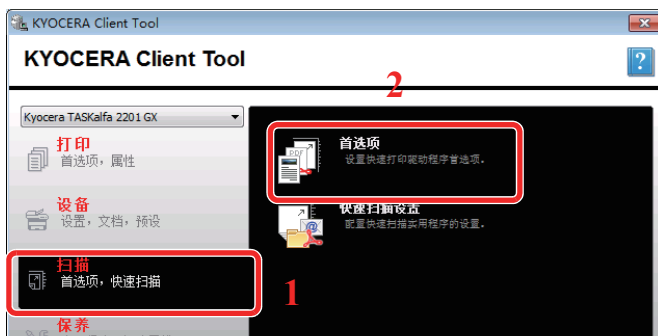 KYOCERA Client Tool
KYOCERA Client Tool
?
2
Kyocera TASKalfa 2201 GX
打印
首选项，属性
设备
设置，文档，预设
扫描
首选项，快速扫描
保养
PDF
首选项
设置快速打印驱动程序首选项。
快速扫描设置
配置快速扫描实用程序的设置。
1